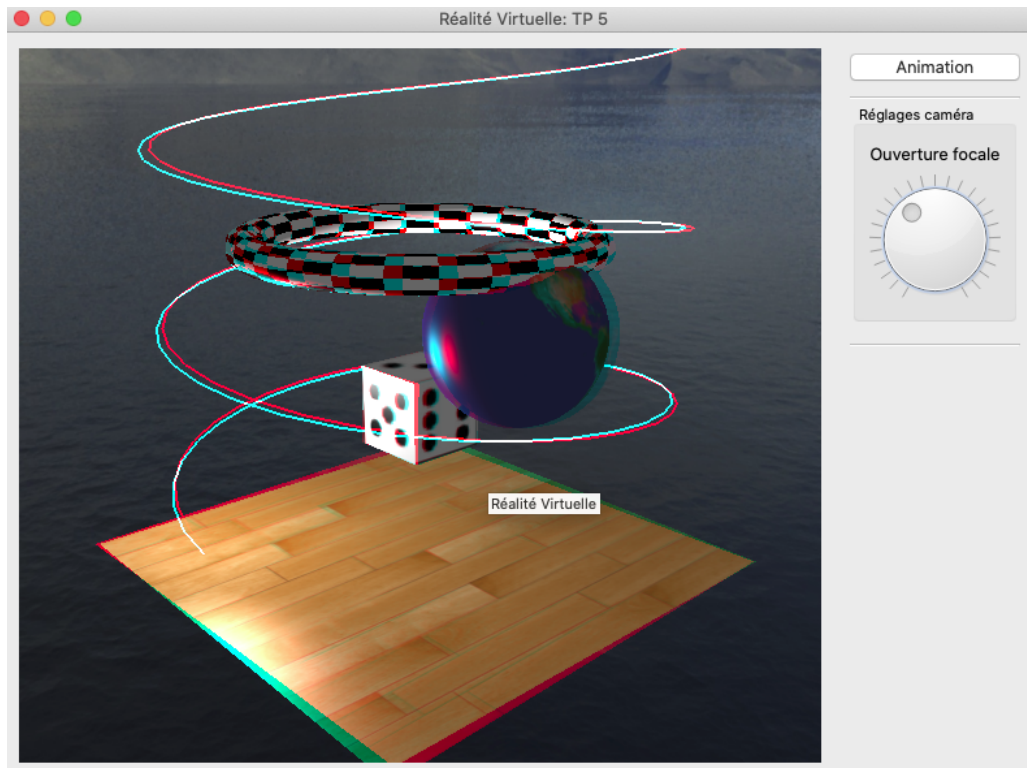 Réalité Virtuelle: TP 5
Animation
Réglages caméra
Ouverture focale
Réalité Virtuelle